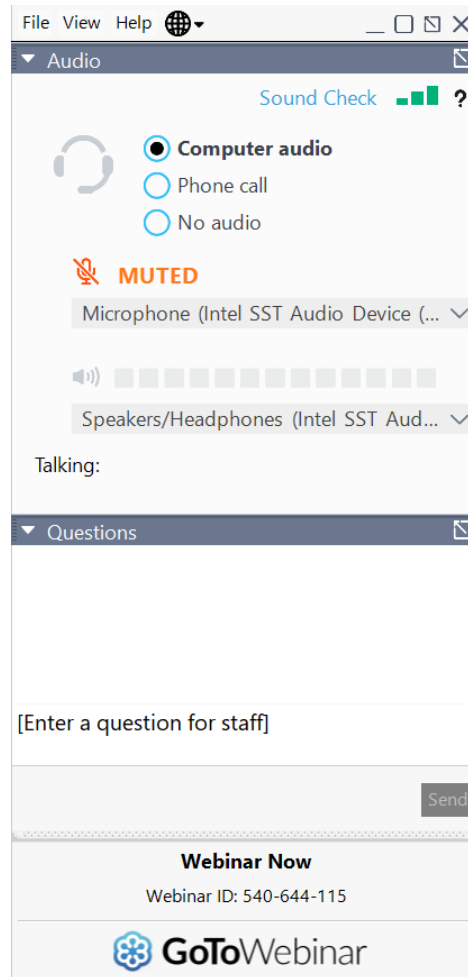 File View Help
Audio
Sound Check ?
Computer audio
Phone call
No audio
MUTED
Microphone (Intel SST Audio Device (...
Speakers/Headphones (Intel SST Aud...
Talking:
Questions
[Enter a question for staff]
Send
Webinar Now
Webinar ID: 540-644-115
GoToWebinar